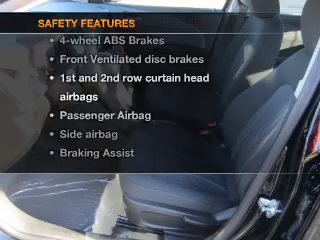 SAFETY FEATURES
• 4-wheel ABS Brakes
• Front Ventilated disc brakes
• 1st and 2nd row curtain head
airbags
• Passenger Airbag
• Side airbag
• Braking Assist